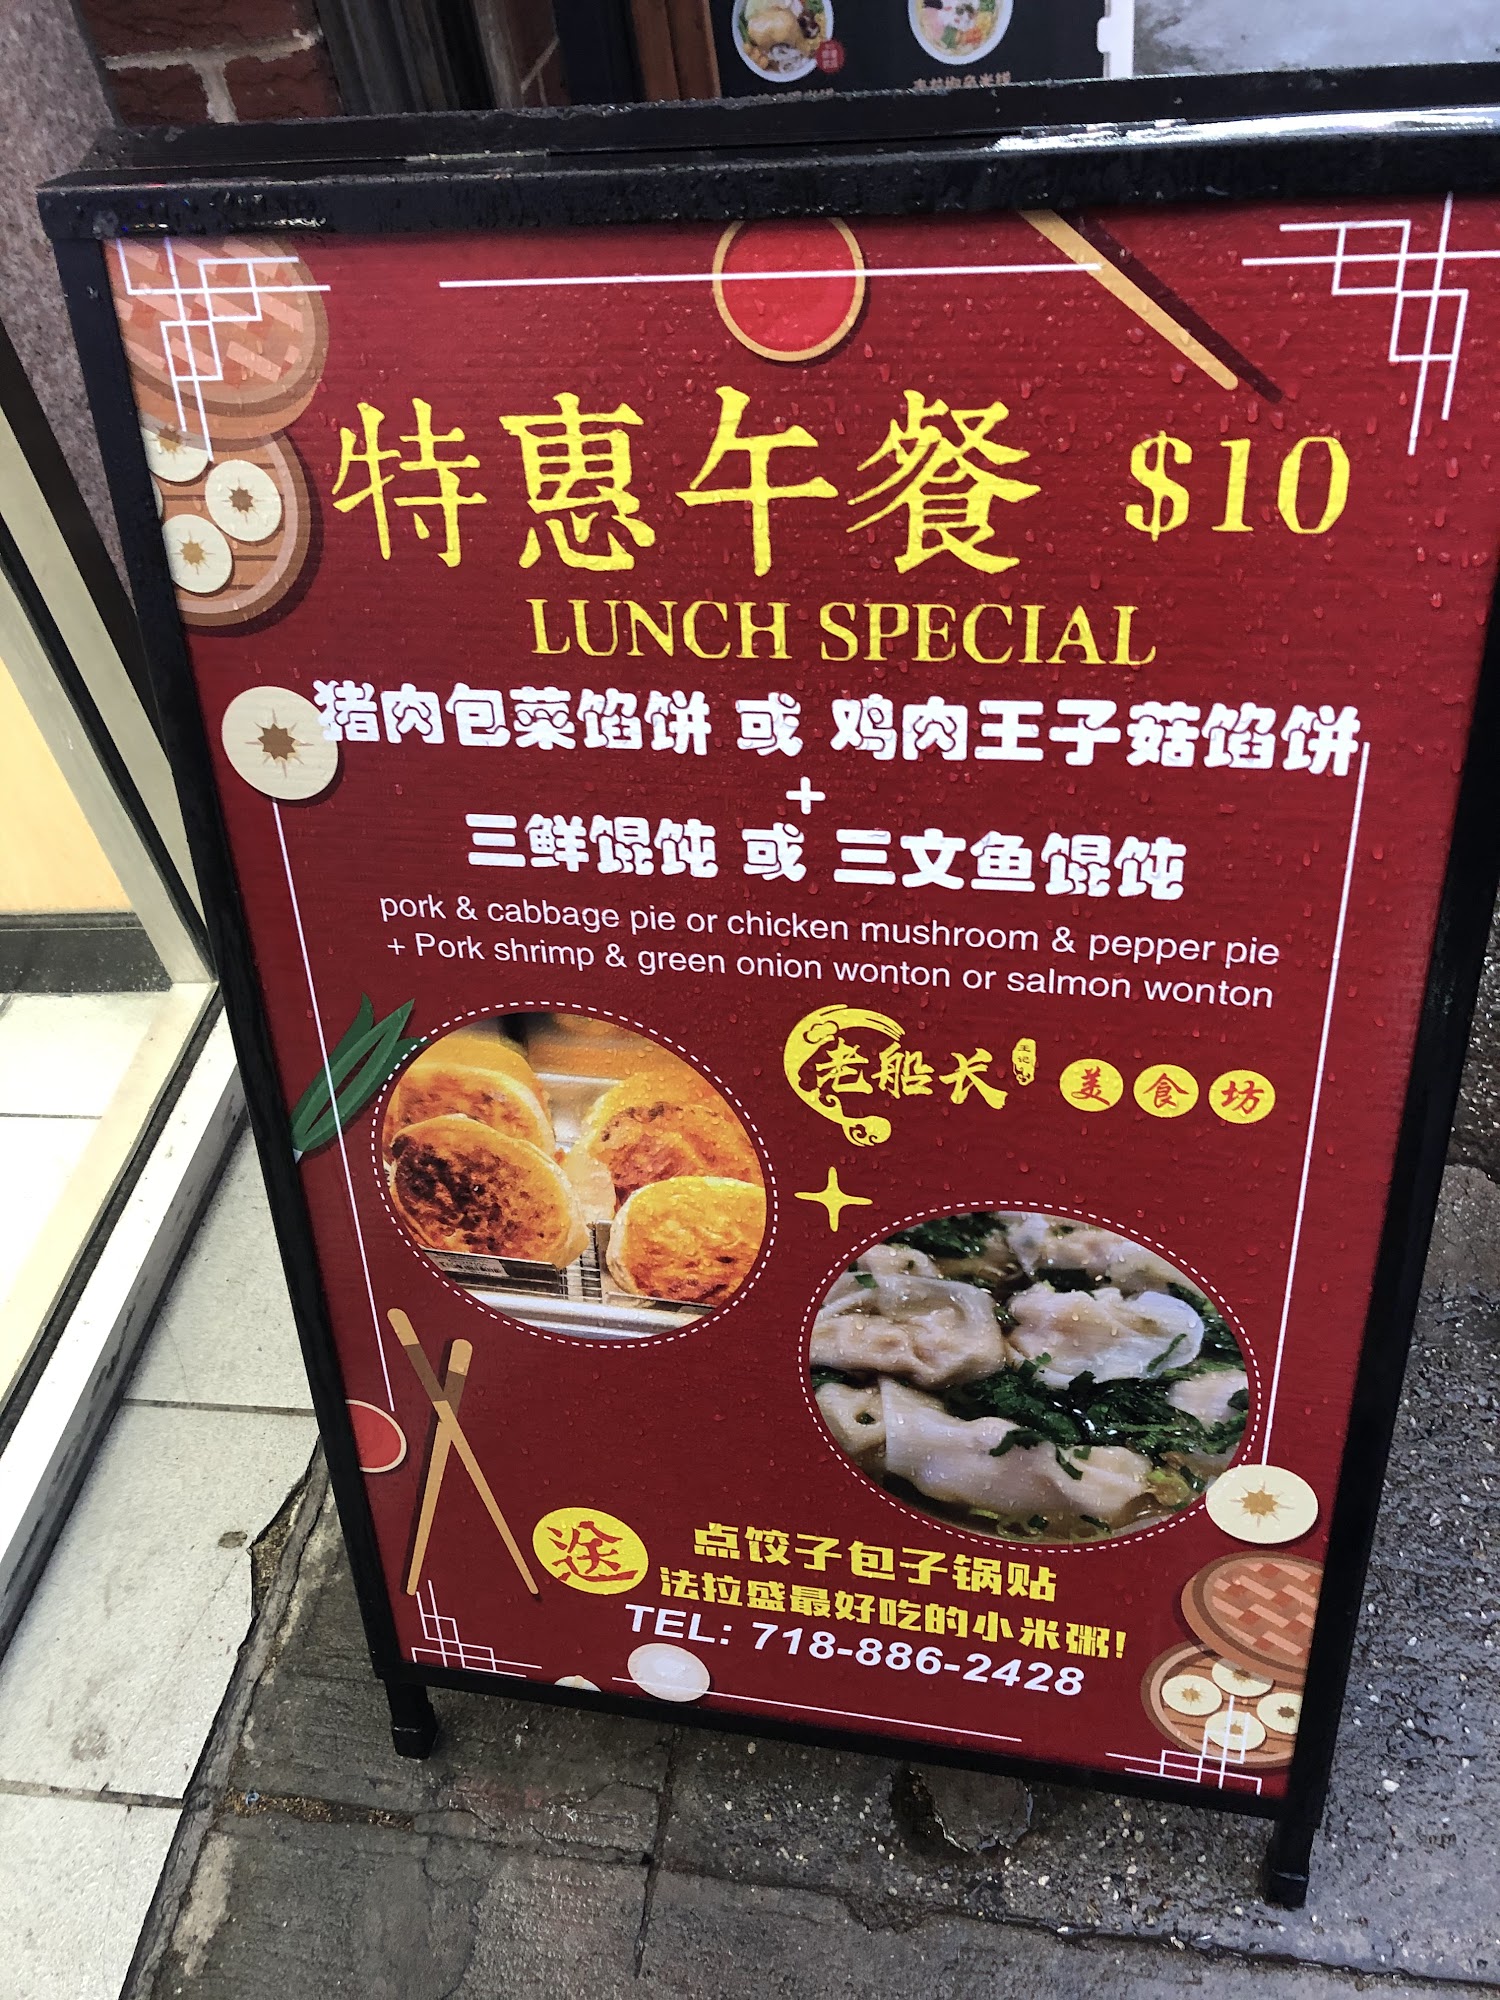 特惠午餐 $10
LUNCH SPECIAL
猪肉包菜馅饼 或 鸡肉王子菇馅饼
+
三鲜馄饨 或 三文鱼馄饨
pork & cabbage pie or chicken mushroom & pepper pie
+ Pork shrimp & green onion wonton or salmon wonton
老船长 王记 美食坊
送 点饺子包子锅贴
法拉盛最好吃的小米粥!
TEL: 718-886-2428